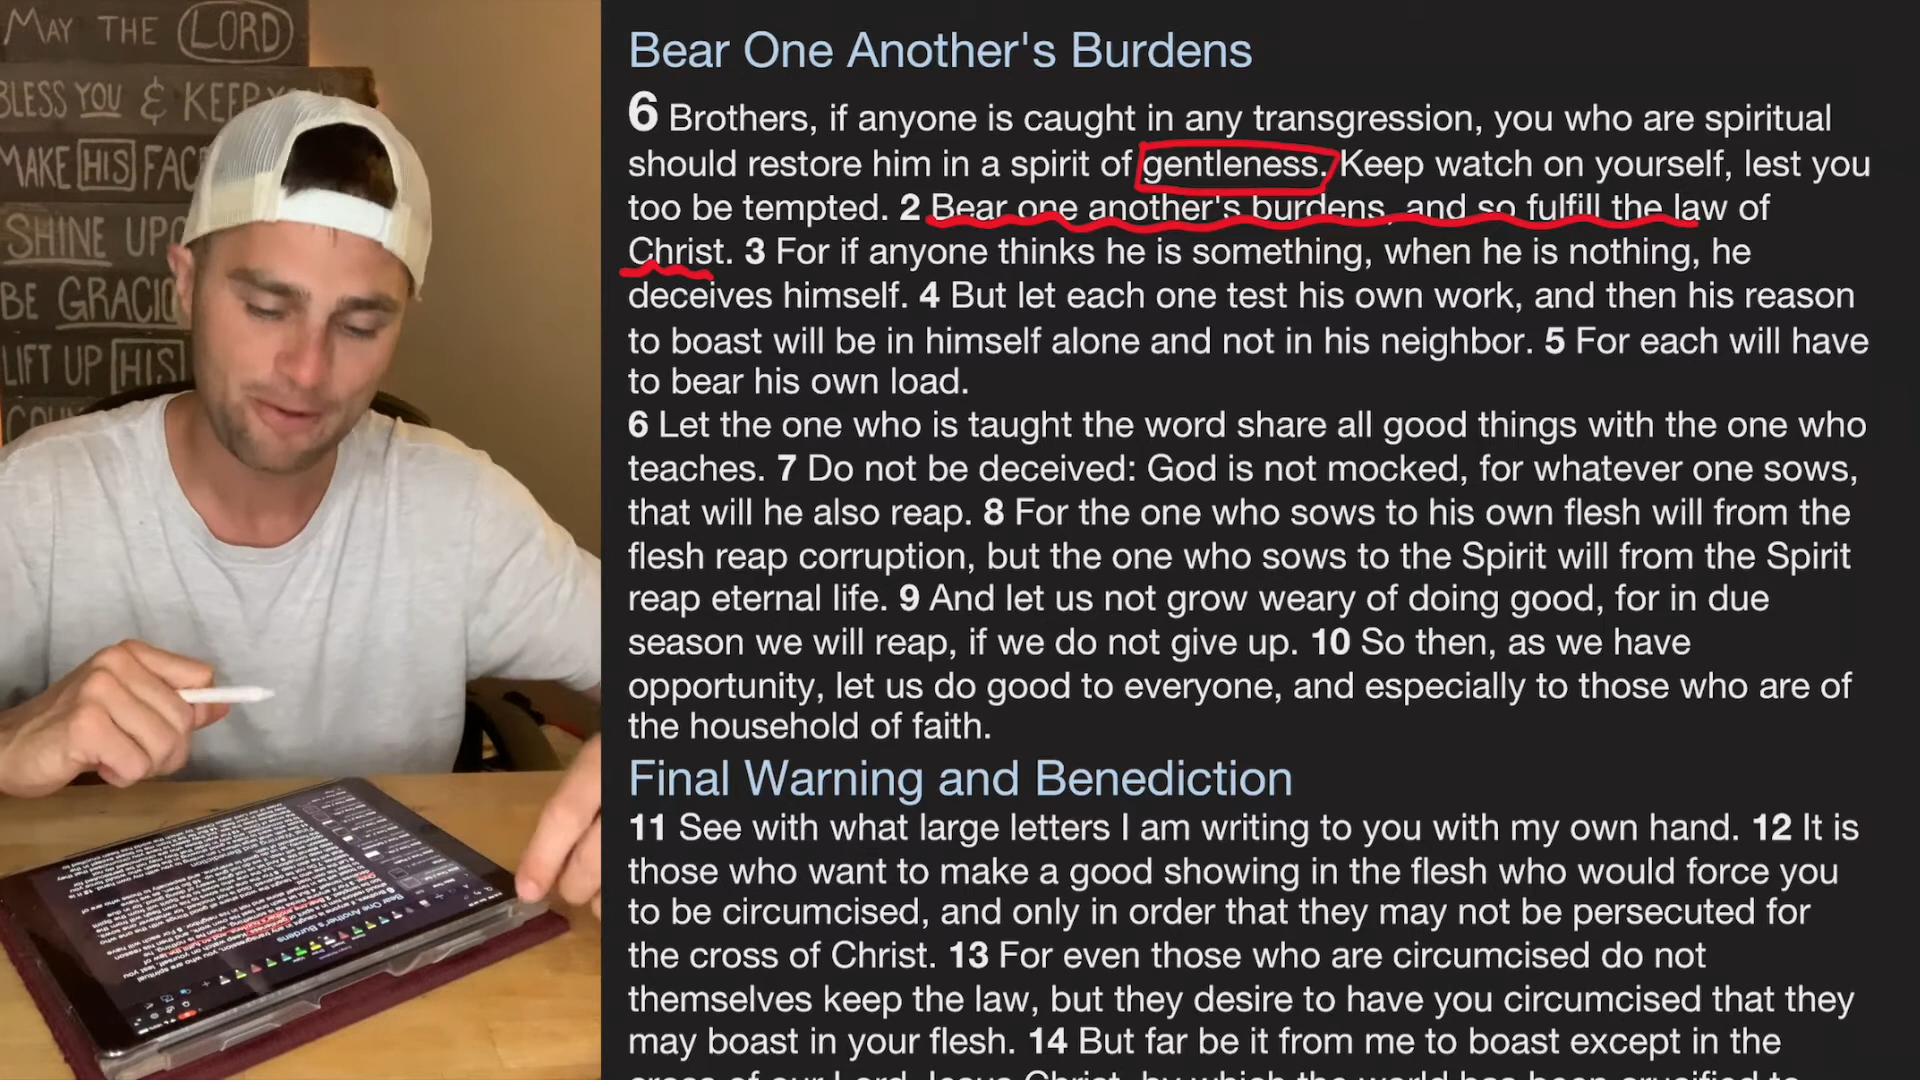 MAY THE LORD
BLESS YOU & KEEP
MAKE HIS FAC
SHINE UPO
BE GRACIO
LIFT UP HIS
COUN
Bear One Another's Burdens
6 Brothers, if anyone is caught in any transgression, you who are spiritual
should restore him in a spirit of gentleness. Keep watch on yourself, lest you
too be tempted. 2 Bear one another's burdens, and so fulfill the law of
Christ. 3 For if anyone thinks he is something, when he is nothing, he
deceives himself. 4 But let each one test his own work, and then his reason
to boast will be in himself alone and not in his neighbor. 5 For each will have
to bear his own load.
6 Let the one who is taught the word share all good things with the one who
teaches. 7 Do not be deceived: God is not mocked, for whatever one sows,
that will he also reap. 8 For the one who sows to his own flesh will from the
flesh reap corruption, but the one who sows to the Spirit will from the Spirit
reap eternal life. 9 And let us not grow weary of doing good, for in due
season we will reap, if we do not give up. 10 So then, as we have
opportunity, let us do good to everyone, and especially to those who are of
the household of faith.
Final Warning and Benediction
11 See with what large letters I am writing to you with my own hand. 12 It is
those who want to make a good showing in the flesh who would force you
to be circumcised, and only in order that they may not be persecuted for
the cross of Christ. 13 For even those who are circumcised do not
themselves keep the law, but they desire to have you circumcised that they
may boast in your flesh. 14 But far be it from me to boast except in the
cross of our Lord Jesus Christ, by which the world has been crucified to